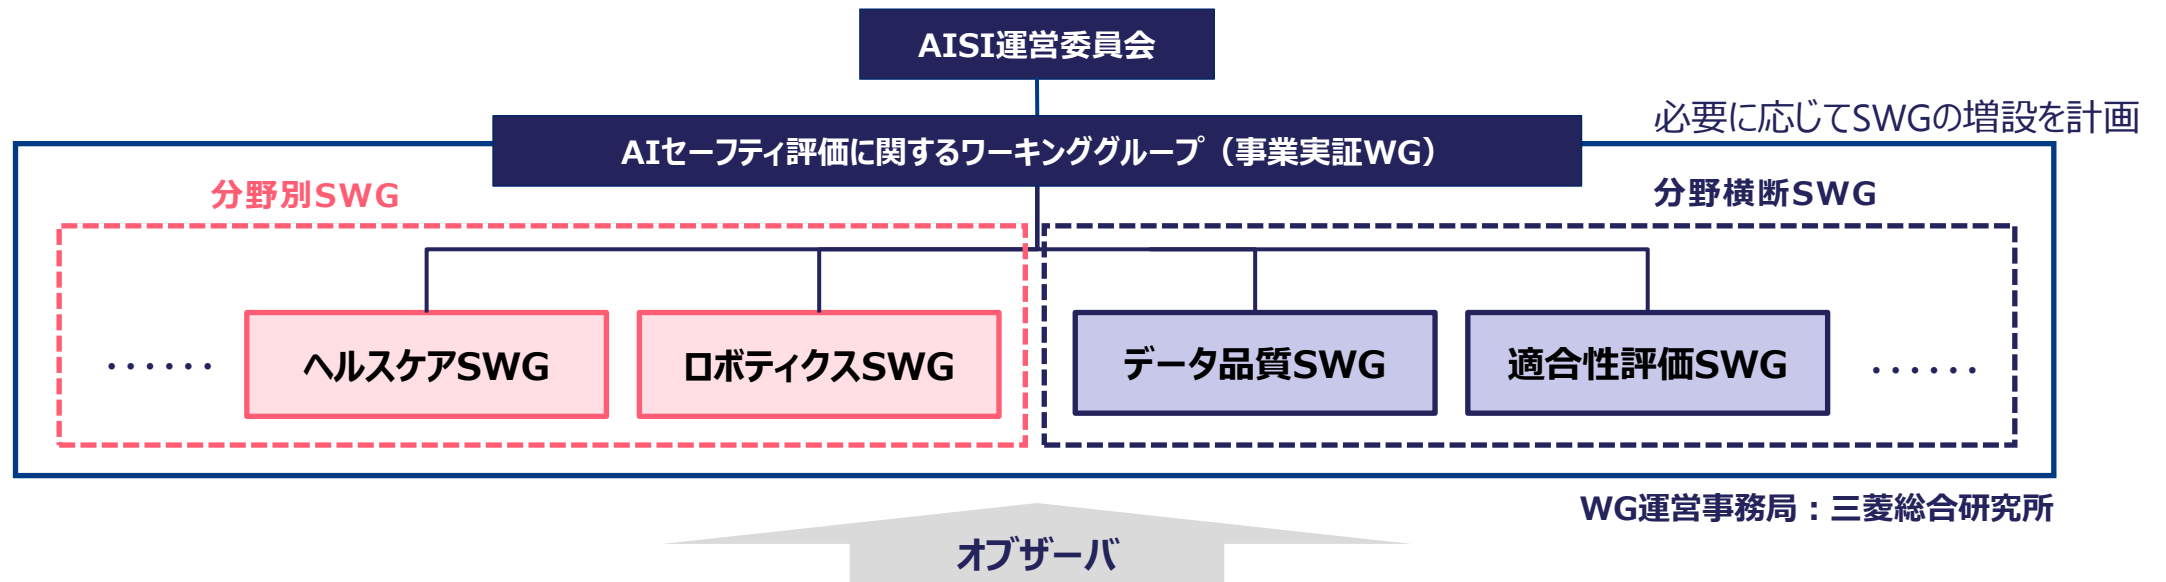 AISI運営委員会
必要に応じてSWGの増設を計画
AIセーフティ評価に関するワーキンググループ（事業実証WG）
分野別SWG
分野横断SWG
……
ヘルスケアSWG
ロボティクスSWG
データ品質SWG
適合性評価SWG
……
WG運営事務局：三菱総合研究所
オブザーバ